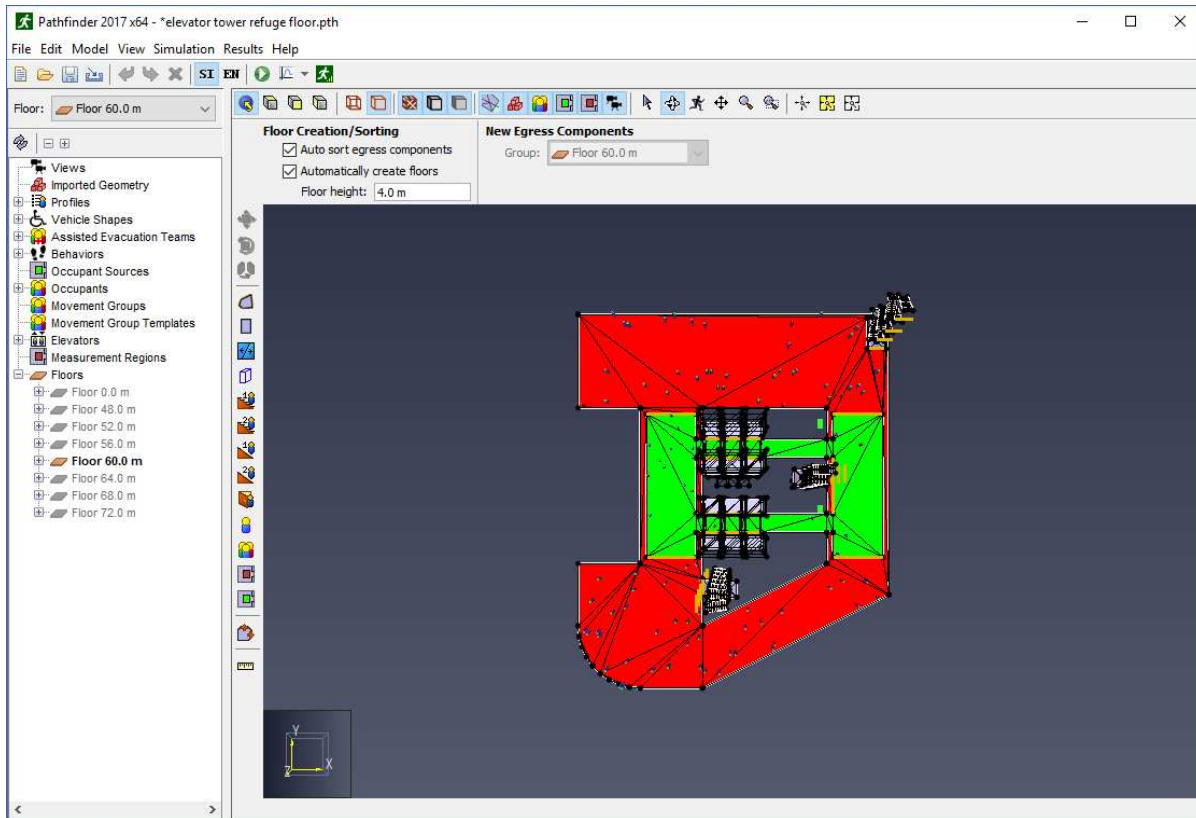 Pathfinder 2017 x64 - *elevator tower refuge floor.pth
File Edit Model View Simulation Results Help
SI EN
Floor: Floor 60.0 m
Floor Creation/Sorting
Auto sort egress components
Automatically create floors
Floor height: 4.0 m
New Egress Components
Group: Floor 60.0 m
Views
Imported Geometry
Profiles
Vehicle Shapes
Assisted Evacuation Teams
Behaviors
Occupant Sources
Occupants
Movement Groups
Movement Group Templates
Elevators
Measurement Regions
Floors
Floor 0.0 m
Floor 48.0 m
Floor 52.0 m
Floor 56.0 m
Floor 60.0 m
Floor 64.0 m
Floor 68.0 m
Floor 72.0 m
Y
Z
X